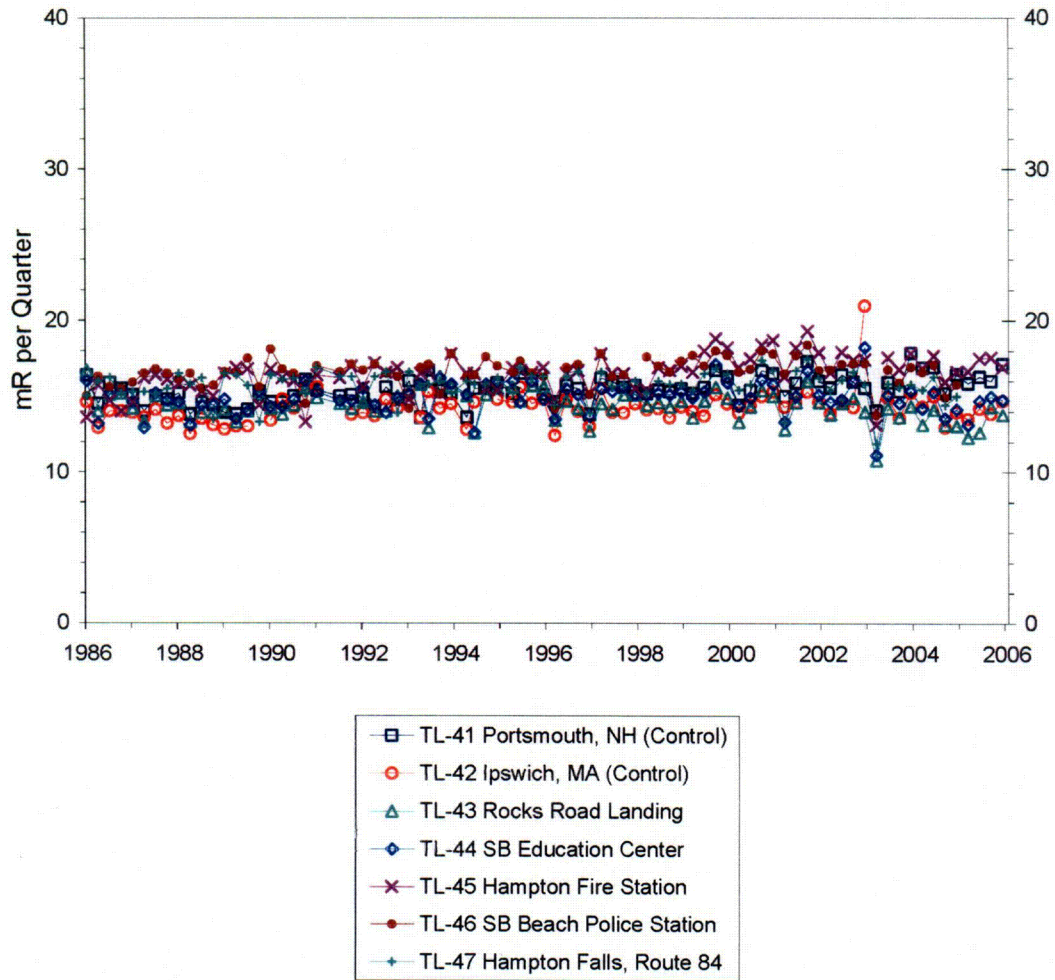 40
40
30
30
mR per Quarter
20
20
10
10
0
0
1986 1988 1990 1992 1994 1996 1998 2000 2002 2004 2006
TL-41 Portsmouth, NH (Control)
TL-42 Ipswich, MA (Control)
TL-43 Rocks Road Landing
TL-44 SB Education Center
TL-45 Hampton Fire Station
TL-46 SB Beach Police Station
TL-47 Hampton Falls, Route 84